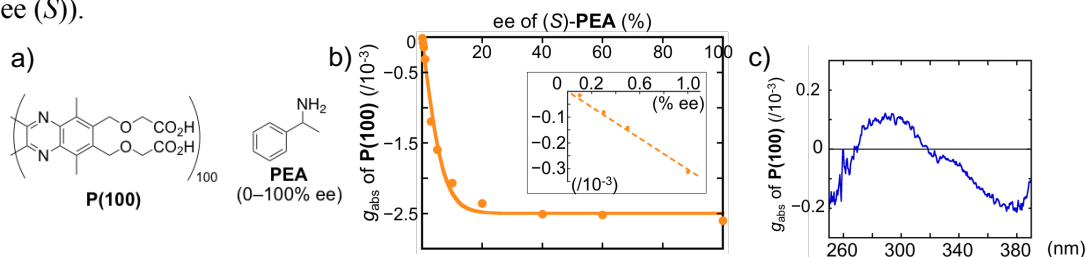 ee (S)).
a)
N
N
O
CO₂H
O
CO₂H
100
P(100)
NH₂
PEA
(0–100% ee)
b)
ee of (S)-PEA (%)
0 20 40 60 80 100
−0.5
−1.5
−2.5
g_abs of P(100) (/10⁻³)
0 0.2 0.6 1.0
(% ee)
−0.1
−0.2
−0.3
(/10⁻³)
c)
g_abs of P(100) (/10⁻³)
0.2
0
−0.2
260 300 340 380 (nm)